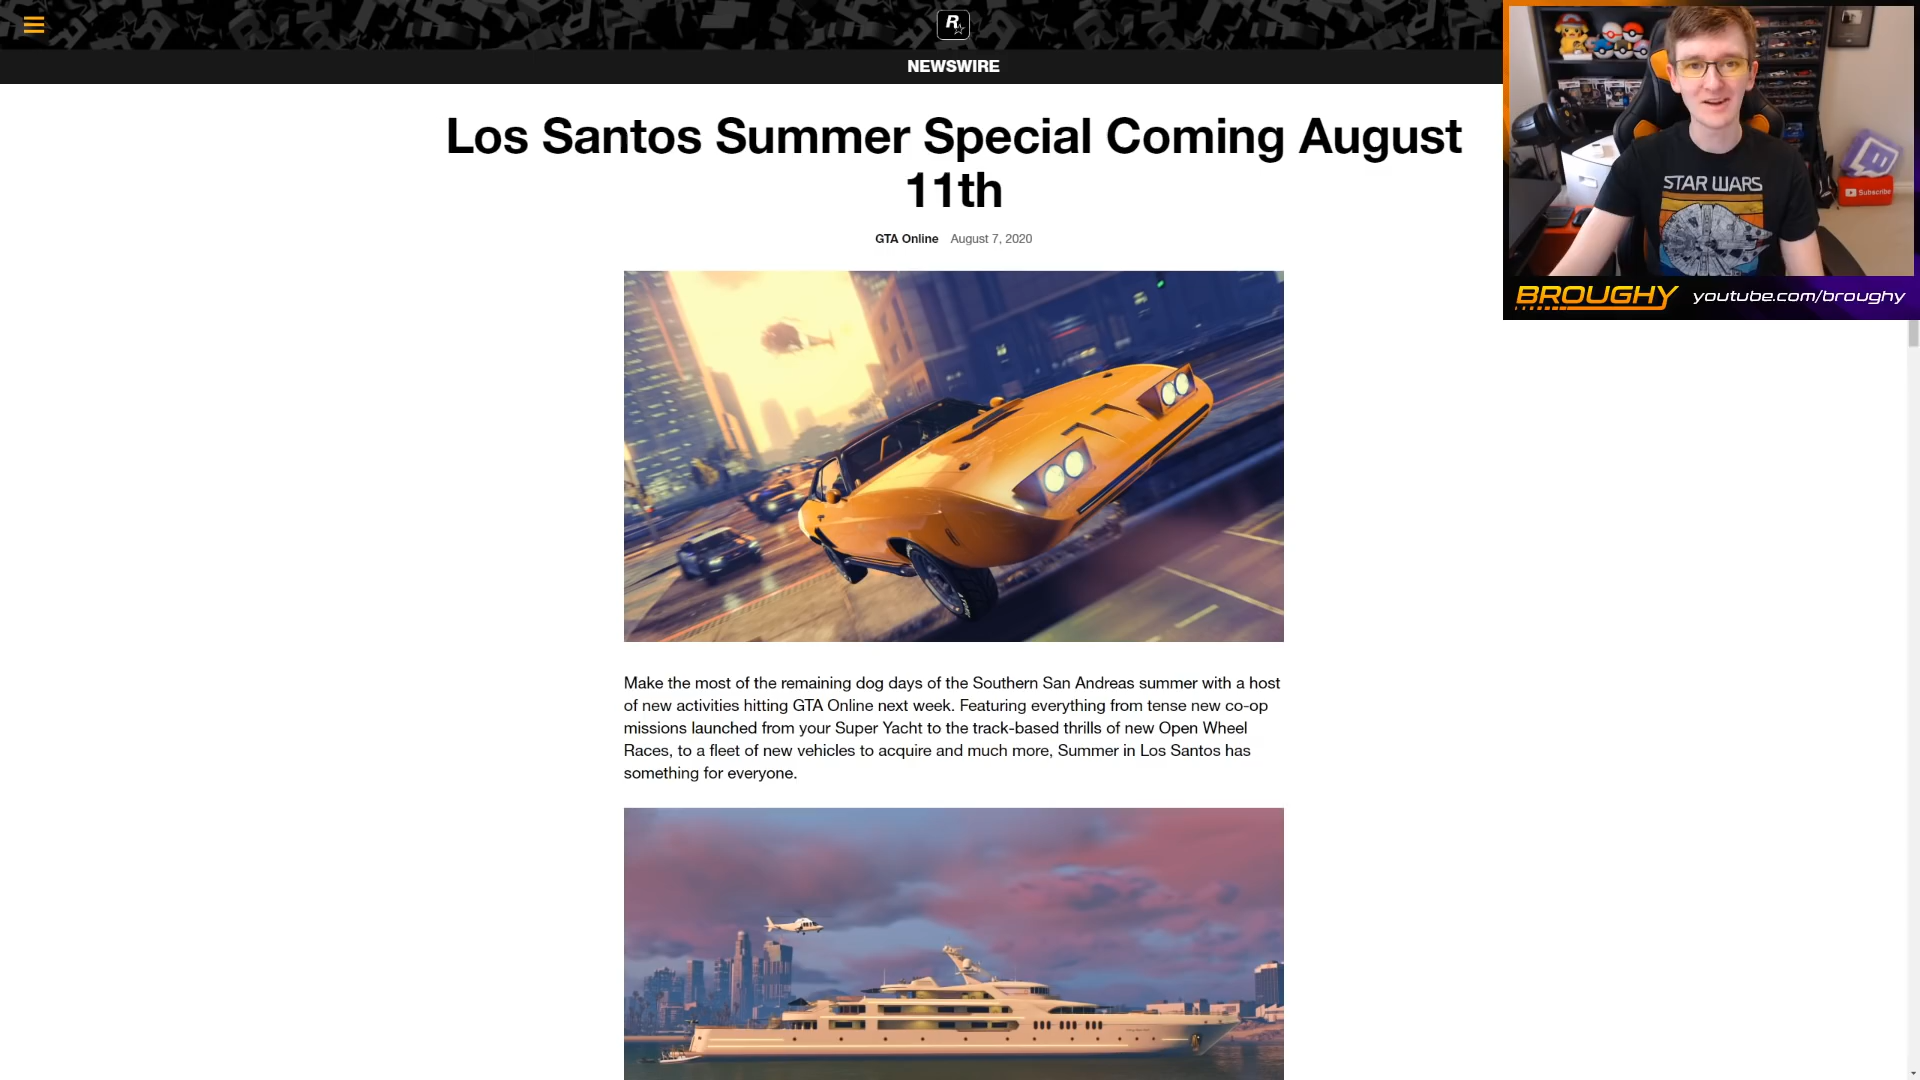 R
NEWSWIRE
Los Santos Summer Special Coming August
11th
GTA Online August 7, 2020
Make the most of the remaining dog days of the Southern San Andreas summer with a host
of new activities hitting GTA Online next week. Featuring everything from tense new co-op
missions launched from your Super Yacht to the track-based thrills of new Open Wheel
Races, to a fleet of new vehicles to acquire and much more, Summer in Los Santos has
something for everyone.
STAR WARS
Subscribe
BROUGHY youtube.com/broughy